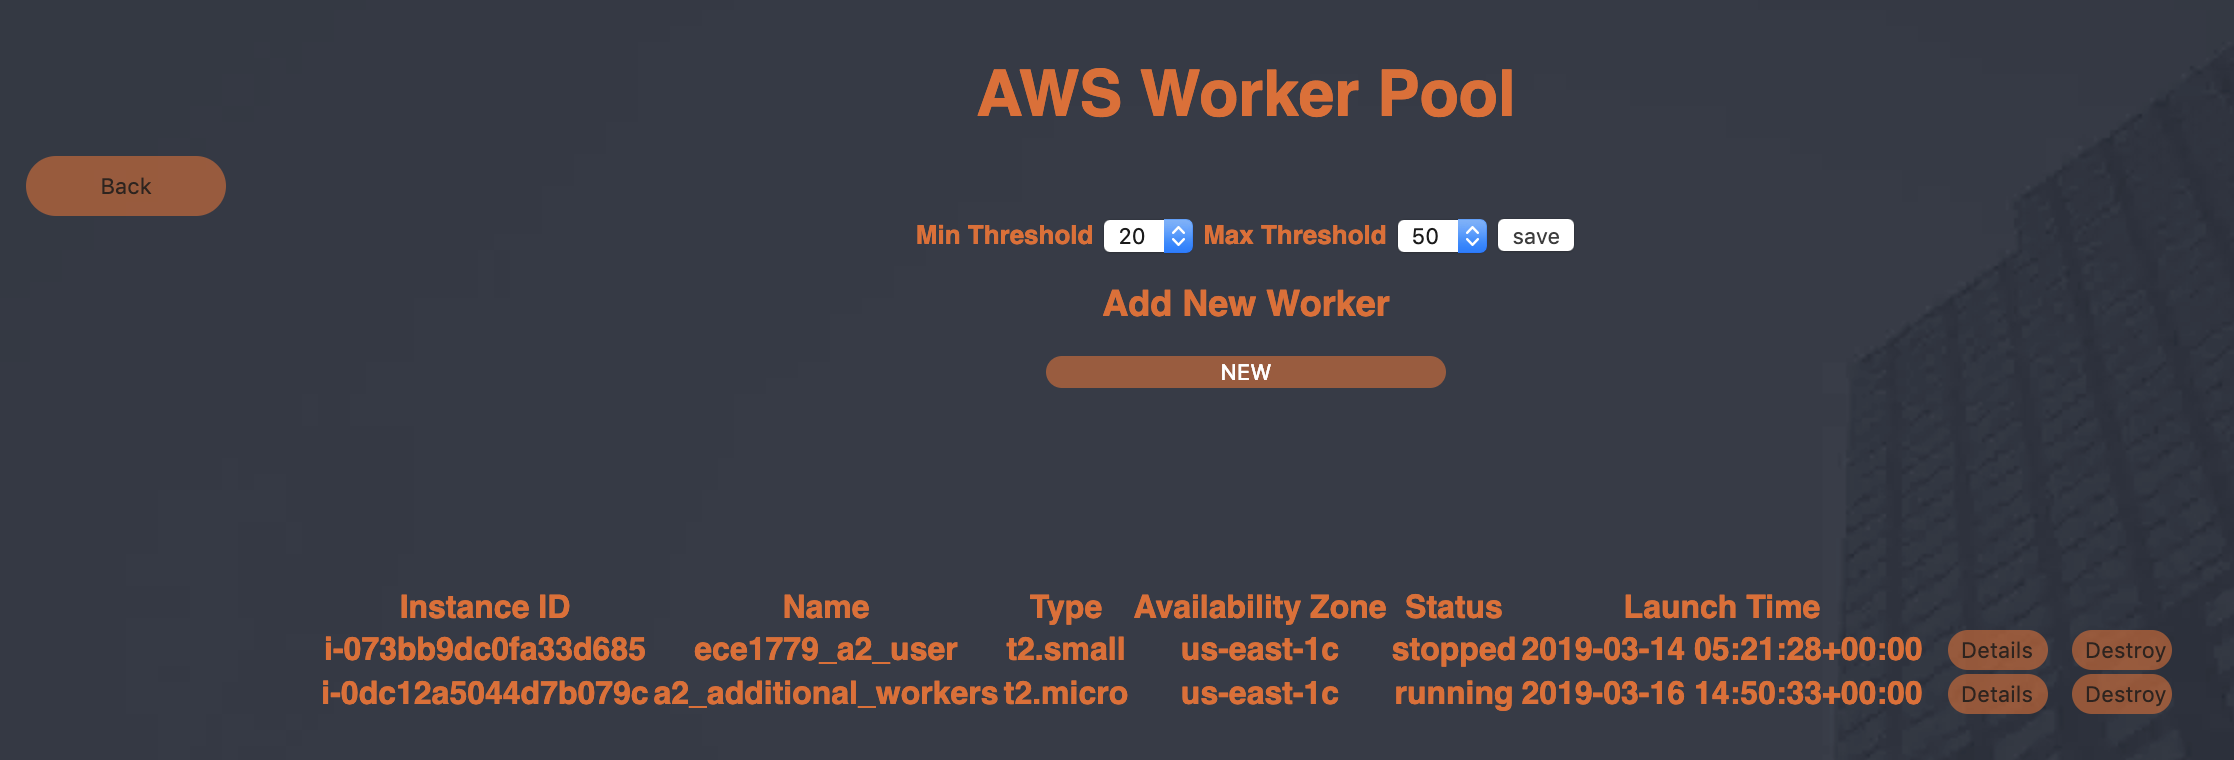 AWS Worker Pool
Back
Min Threshold 20 Max Threshold 50 save
Add New Worker
NEW
Instance ID Name Type Availability Zone Status Launch Time
i-073bb9dc0fa33d685 ece1779_a2_user t2.small us-east-1c stopped 2019-03-14 05:21:28+00:00 Details Destroy
i-0dc12a5044d7b079c a2_additional_workers t2.micro us-east-1c running 2019-03-16 14:50:33+00:00 Details Destroy